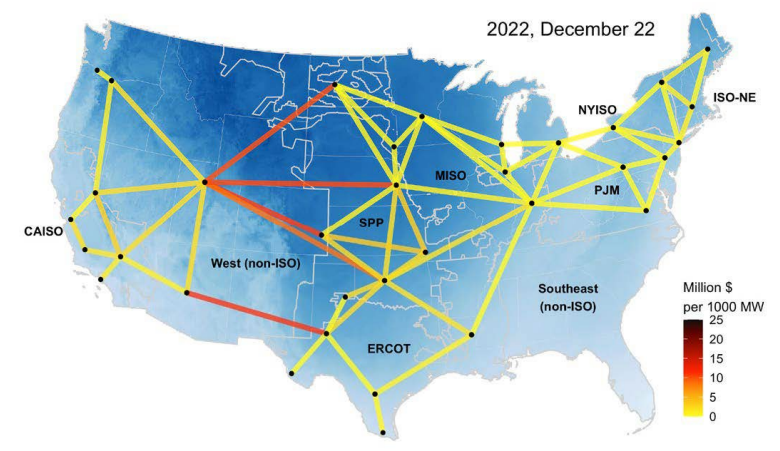 2022, December 22
ISO-NE
NYISO
MISO
PJM
SPP
CAISO
West (non-ISO)
Southeast
(non-ISO)
ERCOT
Million $
per 1000 MW
25
20
15
10
5
0